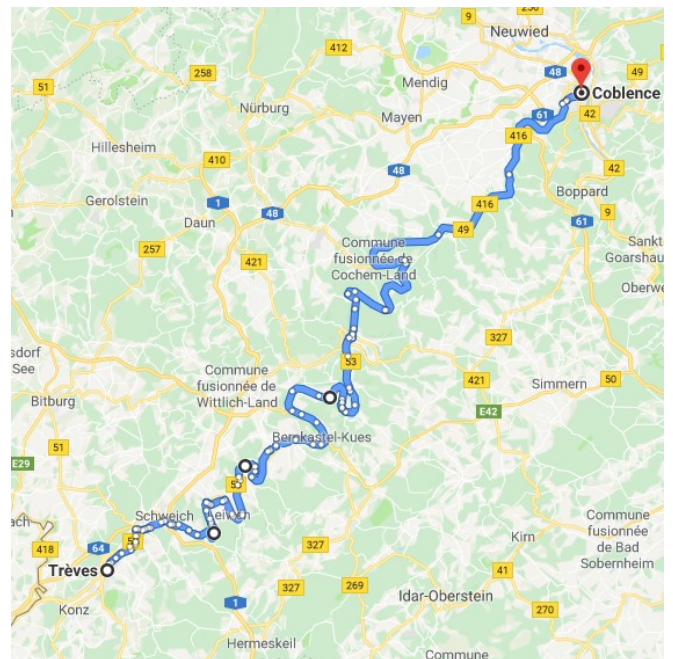 9
256
Neuwied
412
51
258
Mendig
48
49
Coblence
Nürburg
Mayen
61
42
416
Hillesheim
410
48
42
1
416
Gerolstein
48
Boppard
9
Daun
49
61
257
Commune
fusionnée de
Cochem-Land
Sankt
Goarshau
421
Oberwe
327
sdorf
See
53
Commune
fusionnée de
Wittlich-Land
421
50
Simmern
Bitburg
E42
Bernkastel-Kues
51
E29
53
Schweich
Leiwen
Commune
fusionnée
de Bad
Sobernheim
ach
418
64
53
327
Kirn
Trèves
41
Konz
1
327
269
Idar-Oberstein
270
Hermeskeil
Commune